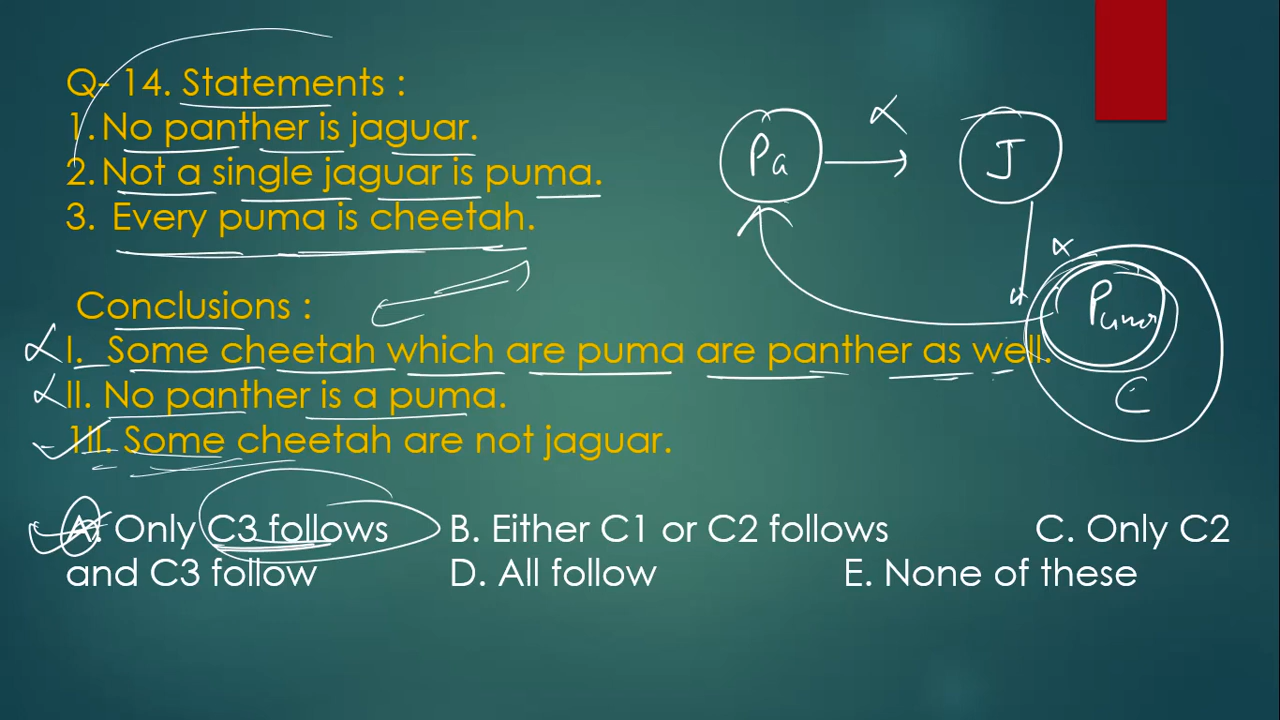 Q- 14. Statements :
1. No panther is jaguar.
2. Not a single jaguar is puma.
3. Every puma is cheetah.
Conclusions :
I. Some cheetah which are puma are panther as well.
II. No panther is a puma.
1II. Some cheetah are not jaguar.
A. Only C3 follows B. Either C1 or C2 follows C. Only C2
and C3 follow D. All follow E. None of these
Pa
J
Puma
C